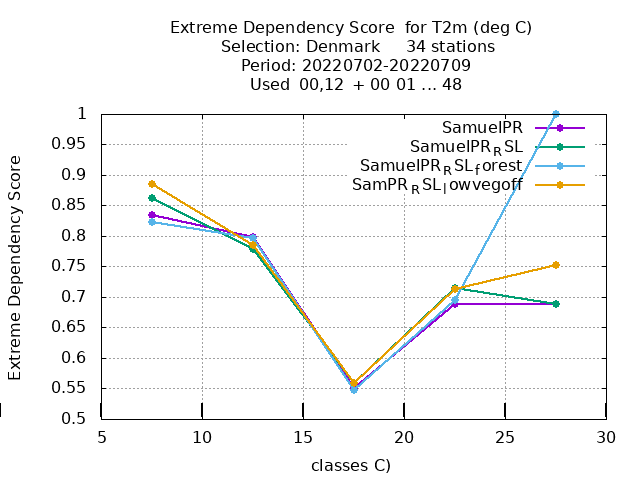 Extreme Dependency Score  for T2m (deg C)
Selection: Denmark     34 stations
Period: 20220702-20220709
Used  00,12  + 00 01 ... 48
Extreme Dependency Score
1
0.95
0.9
0.85
0.8
0.75
0.7
0.65
0.6
0.55
0.5
SamuelPR
SamuelPR_RSL
SamuelPR_RSL_forest
SamPR_RSL_lowvegoff
5 10 15 20 25 30
classes C)